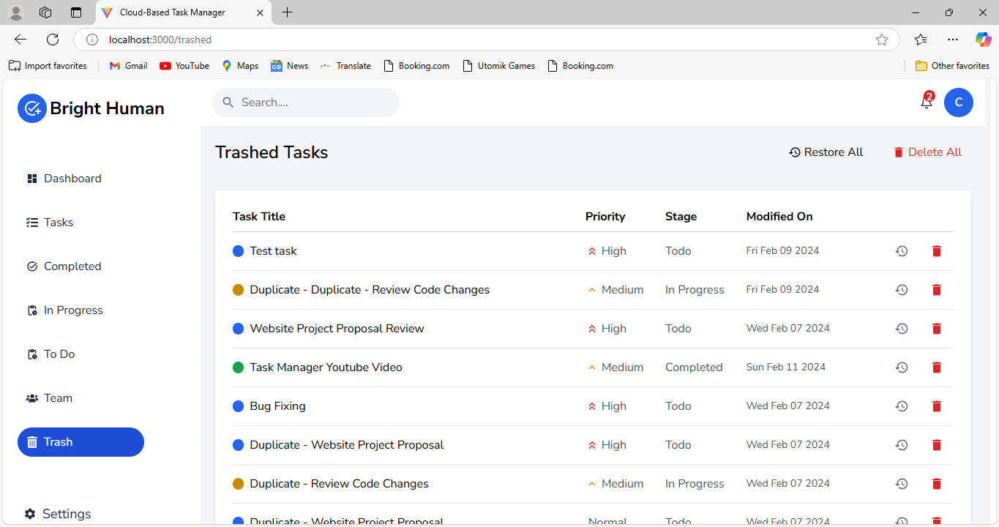 Cloud-Based Task Manager
localhost:3000/trashed
Import favorites Gmail YouTube Maps News Translate Booking.com Utomik Games Booking.com Other favorites
Bright Human
Search....
2
C
Dashboard
Tasks
Completed
In Progress
To Do
Team
Trash
Settings
Trashed Tasks Restore All Delete All
Task Title Priority Stage Modified On
Test task High Todo Fri Feb 09 2024
Duplicate - Duplicate - Review Code Changes Medium In Progress Fri Feb 09 2024
Website Project Proposal Review High Todo Wed Feb 07 2024
Task Manager Youtube Video Medium Completed Sun Feb 11 2024
Bug Fixing High Todo Wed Feb 07 2024
Duplicate - Website Project Proposal High Todo Wed Feb 07 2024
Duplicate - Review Code Changes Medium In Progress Wed Feb 07 2024
Duplicate - Website Project Proposal Normal Todo Wed Feb 07 2024